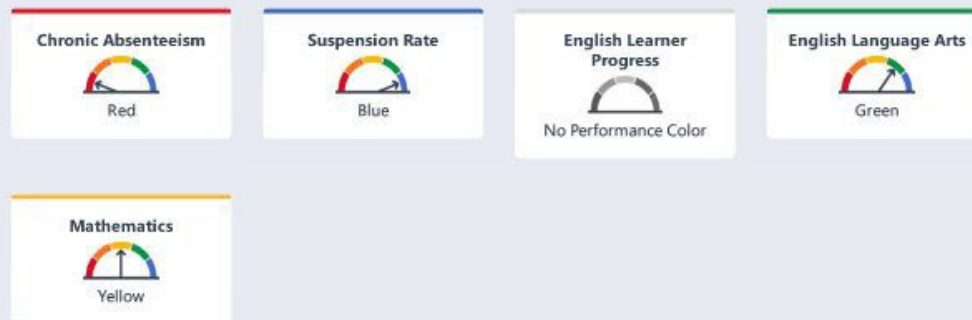 Chronic Absenteeism
Red
Suspension Rate
Blue
English Learner
Progress
No Performance Color
English Language Arts
Green
Mathematics
Yellow